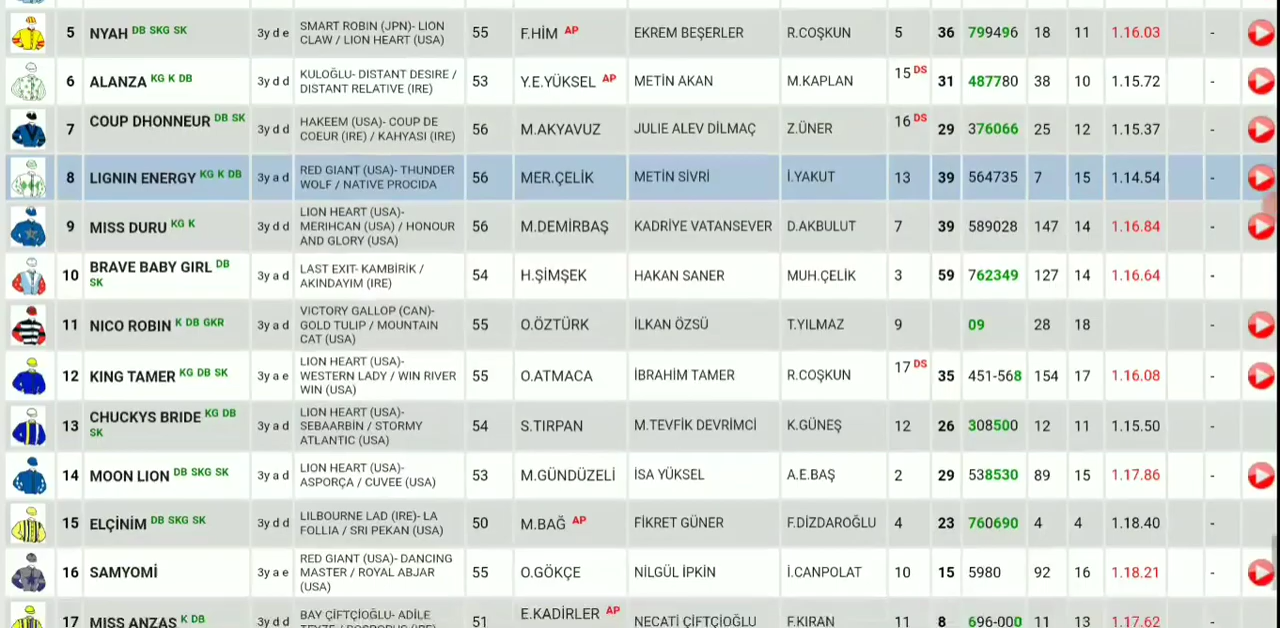 5 NYAH DB SKG SK 3y d e SMART ROBIN (JPN)- LION CLAW / LION HEART (USA) 55 F.HİM AP EKREM BEŞERLER R.COŞKUN 5 36 799496 18 11 1.16.03 -
6 ALANZA KG K DB 3y d d KULOĞLU- DISTANT DESIRE / DISTANT RELATIVE (IRE) 53 Y.E.YÜKSEL AP METİN AKAN M.KAPLAN 15 DS 31 487780 38 10 1.15.72 -
7 COUP DHONNEUR DB SK 3y d d HAKEEM (USA)- COUP DE COEUR (IRE) / KAHYASI (IRE) 56 M.AKYAVUZ JULIE ALEV DİLMAÇ Z.ÜNER 16 DS 29 376066 25 12 1.15.37 -
8 LIGNIN ENERGY KG K DB 3y a d RED GIANT (USA)- THUNDER WOLF / NATIVE PROCIDA 56 MER.ÇELİK METİN SİVRİ İ.YAKUT 13 39 564735 7 15 1.14.54 -
9 MISS DURU KG K 3y d d LION HEART (USA)- MERIHCAN (USA) / HONOUR AND GLORY (USA) 56 M.DEMİRBAŞ KADRİYE VATANSEVER D.AKBULUT 7 39 589028 147 14 1.16.84 -
10 BRAVE BABY GIRL DB SK 3y a d LAST EXIT- KAMBİRİK / AKINDAYIM (IRE) 54 H.ŞİMŞEK HAKAN SANER MUH.ÇELİK 3 59 762349 127 14 1.16.64 -
11 NICO ROBIN K DB GKR 3y a d VICTORY GALLOP (CAN)- GOLD TULIP / MOUNTAIN CAT (USA) 55 O.ÖZTÜRK İLKAN ÖZSÜ T.YILMAZ 9 09 28 18 -
12 KING TAMER KG DB SK 3y a e LION HEART (USA)- WESTERN LADY / WIN RIVER WIN (USA) 55 O.ATMACA İBRAHİM TAMER R.COŞKUN 17 DS 35 451-568 154 17 1.16.08 -
13 CHUCKYS BRIDE KG DB SK 3y a d LION HEART (USA)- SEBAARBİN / STORMY ATLANTIC (USA) 54 S.TIRPAN M.TEVFİK DEVRİMCİ K.GÜNEŞ 12 26 308500 12 11 1.15.50 -
14 MOON LION DB SKG SK 3y a d LION HEART (USA)- ASPORÇA / CUVEE (USA) 53 M.GÜNDÜZELİ İSA YÜKSEL A.E.BAŞ 2 29 538530 89 15 1.17.86 -
15 ELÇİNİM DB SKG SK 3y d d LILBOURNE LAD (IRE)- LA FOLLIA / SRI PEKAN (USA) 50 M.BAĞ AP FİKRET GÜNER F.DİZDAROĞLU 4 23 760690 4 4 1.18.40 -
16 SAMYOMİ 3y a e RED GIANT (USA)- DANCING MASTER / ROYAL ABJAR (USA) 55 O.GÖKÇE NİLGÜL İPKİN İ.CANPOLAT 10 15 5980 92 16 1.18.21 -
17 MISS ANZAS K DB 3y d d BAY ÇİFTÇİOĞLU- ADİLE 51 E.KADİRLER AP NECATİ ÇİFTÇİOĞLU F.KIRAN 11 8 696-000 11 13 1.17.62 -